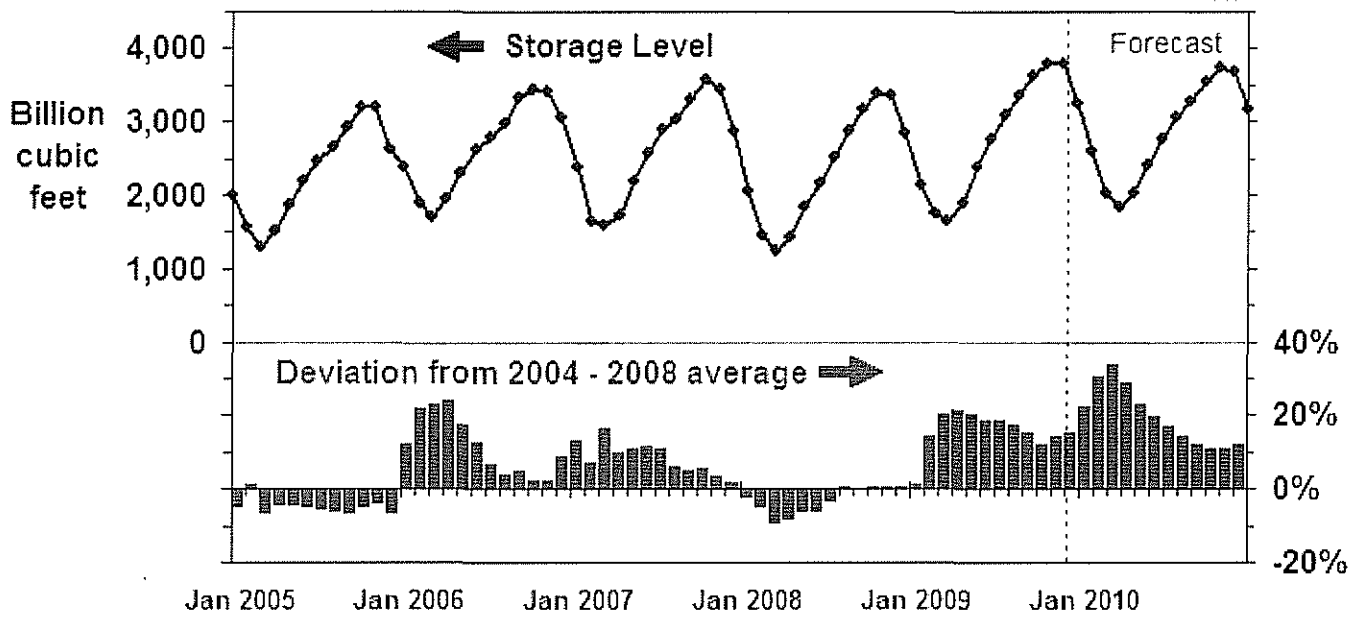 4,000
Storage Level
Forecast
Billion
cubic
feet
3,000
2,000
1,000
0
40%
Deviation from 2004 - 2008 average
20%
0%
-20%
Jan 2005
Jan 2006
Jan 2007
Jan 2008
Jan 2009
Jan 2010